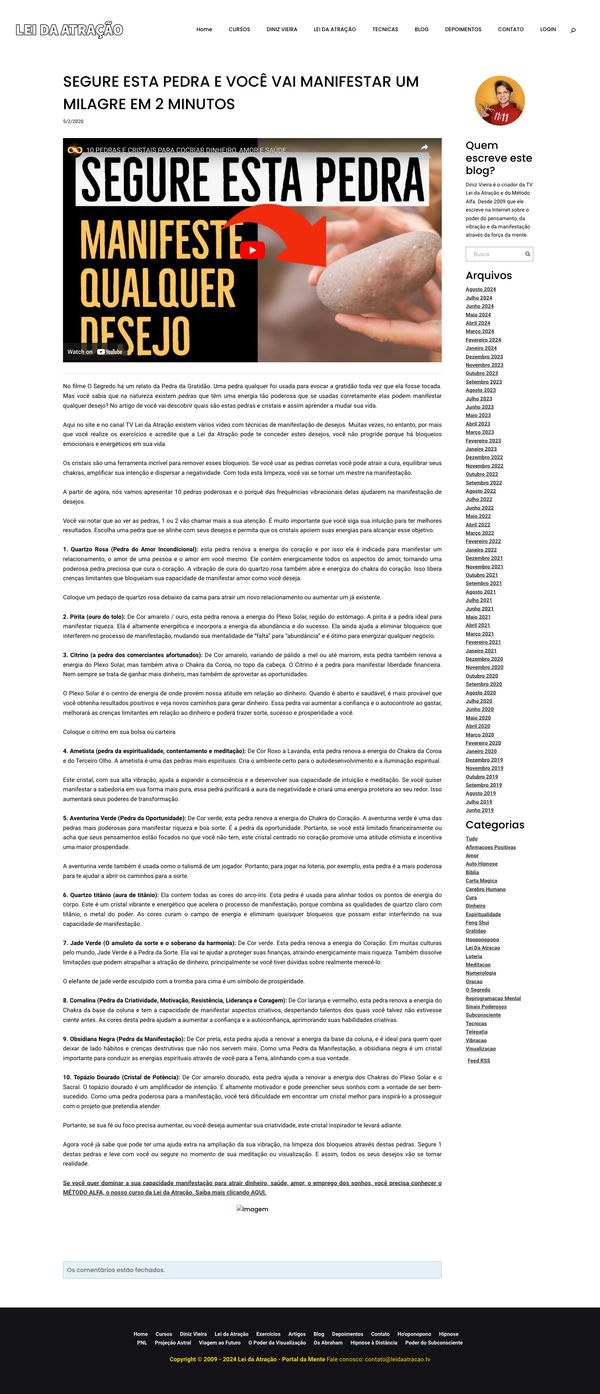 LEI DA ATRAÇÃO
Home CURSOS DINIZ VIEIRA LEI DA ATRAÇÃO TECNICAS BLOG DEPOIMENTOS CONTATO LOGIN
SEGURE ESTA PEDRA E VOCÊ VAI MANIFESTAR UM
MILAGRE EM 2 MINUTOS
5/2/2020
10 PEDRAS E CRISTAIS PARA COCRIAR DINHEIRO, AMOR E SAÚDE
SEGURE ESTA PEDRA
MANIFESTE
QUALQUER
DESEJO
Watch on YouTube
No filme O Segredo há um relato da Pedra da Gratidão. Uma pedra qualquer foi usada para evocar a gratidão toda vez que ela fosse tocada.
Mas você sabia que na natureza existem pedras que têm uma energia tão poderosa que se usadas corretamente elas podem manifestar
qualquer desejo? No artigo de você vai descobrir quais são estas pedras e cristais e assim aprender a mudar sua vida.
Aqui no site e no canal TV Lei da Atração existem vários vídeo com técnicas de manifestação de desejos. Muitas vezes, no entanto, por mais
que você realize os exercícios e acredite que a Lei da Atração pode te conceder estes desejos, você não progride porque há bloqueios
emocionais e energéticos em sua vida.
Os cristais são uma ferramenta incrível para remover esses bloqueios. Se você usar as pedras corretas você pode atrair a cura, equilibrar seus
chakras, amplificar sua intenção e dispersar a negatividade. Com toda esta limpeza, você vai se tornar um mestre na manifestação.
A partir de agora, nós vamos apresentar 10 pedras poderosas e o porquê das frequências vibracionais delas ajudarem na manifestação de
desejos.
Você vai notar que ao ver as pedras, 1 ou 2 vão chamar mais a sua atenção. É muito importante que você siga sua intuição para ter melhores
resultados. Escolha uma pedra que se alinhe com seus desejos e permita que os cristais apoiem suas energias para alcançar esse objetivo.
1. Quartzo Rosa (Pedra do Amor Incondicional): esta pedra renova a energia do coração e por isso ela é indicada para manifestar um
relacionamento, o amor de uma pessoa e o amor em você mesmo. Ele contém energicamente todos os aspectos do amor, tornando uma
poderosa pedra preciosa que cura o coração. A vibração de cura do quartzo rosa também abre e energiza do chakra do coração. Isso libera
crenças limitantes que bloqueiam sua capacidade de manifestar amor como você deseja.
Coloque um pedaço de quartzo rosa debaixo da cama para atrair um novo relacionamento ou aumentar um já existente.
2. Pirita (ouro do tolo): De Cor amarelo / ouro, esta pedra renova a energia do Plexo Solar, região do estômago. A pirita é a pedra ideal para
manifestar riqueza. Ela é altamente energética e incorpora a energia da abundância e do sucesso. Ela ainda ajuda a eliminar bloqueios que
interferem no processo de manifestação, mudando sua mentalidade de "falta" para "abundância" e é ótimo para energizar qualquer negócio.
3. Citrino (a pedra dos comerciantes afortunados): De Cor amarelo, variando de pálido a mel ou até marrom, esta pedra também renova a
energia do Plexo Solar, mas também ativa o Chakra da Coroa, no topo da cabeça. O Citrino é a pedra para manifestar liberdade financeira.
Nem sempre se trata de ganhar mais dinheiro, mas também de aproveitar as oportunidades.
O Plexo Solar é o centro de energia de onde provém nossa atitude em relação ao dinheiro. Quando é aberto e saudável, é mais provável que
você obtenha resultados positivos e veja novos caminhos para gerar dinheiro. Essa pedra vai aumentar a confiança e o autocontrole ao gastar,
melhorará as crenças limitantes em relação ao dinheiro e poderá trazer sorte, sucesso e prosperidade a você.
Coloque o citrino em sua bolsa ou carteira
4. Ametista (pedra da espiritualidade, contentamento e meditação): De Cor Roxo a Lavanda, esta pedra renova a energia do Chakra da Coroa
e do Terceiro Olho. A ametista é uma das pedras mais espirituais. Cria o ambiente certo para o autodesenvolvimento e a iluminação espiritual.
Este cristal, com sua alta vibração, ajuda a expandir a consciência e a desenvolver sua capacidade de intuição e meditação. Se você quiser
manifestar a sabedoria em sua forma mais pura, essa pedra purificará a aura da negatividade e criará uma energia protetora ao seu redor. Isso
aumentará seus poderes de transformação.
5. Aventurina Verde (Pedra da Oportunidade): De Cor verde, esta pedra renova a energia do Chakra do Coração. A aventurina verde é uma das
pedras mais poderosas para manifestar riqueza e boa sorte. É a pedra da oportunidade. Portanto, se você está limitado financeiramente ou
acha que seus pensamentos estão focados no que você não tem, este cristal centrado no coração promove uma atitude otimista e incentiva
uma maior prosperidade.
A aventurina verde também é usada como o talismã de um jogador. Portanto, para jogar na loteria, por exemplo, esta pedra é a mais poderosa
para te ajudar a abrir os caminhos para a sorte.
6. Quartzo titânio (aura de titânio): Ela contem todas as cores do arco-íris. Esta pedra é usada para alinhar todos os pontos de energia do
corpo. Este é um cristal vibrante e energético que acelera o processo de manifestação, porque combina as qualidades de quartzo claro com
titânio, o metal do poder. As cores curam o campo de energia e eliminam quaisquer bloqueios que possam estar interferindo na sua
capacidade de manifestação.
7. Jade Verde (O amuleto da sorte e o soberano da harmonia): De Cor verde. Esta pedra renova a energia do Coração. Em muitas culturas
pelo mundo, Jade Verde é a Pedra da Sorte. Ela vai te ajudar a proteger suas finanças, atraindo energicamente mais riqueza. Também dissolve
limitações que podem atrapalhar a atração de dinheiro, principalmente se você tiver dúvidas sobre realmente merecê-lo.
O elefante de jade verde esculpido com a tromba para cima é um símbolo de prosperidade.
8. Cornalina (Pedra da Criatividade, Motivação, Resistência, Liderança e Coragem): De Cor laranja e vermelho, esta pedra renova a energia do
Chakra da base da coluna e tem a capacidade de manifestar aspectos criativos, despertando talentos dos quais você talvez não estivesse
ciente antes. As cores desta pedra ajudam a aumentar a confiança e a autoconfiança, aprimorando suas habilidades criativas.
9. Obsidiana Negra (Pedra da Manifestação): De Cor preta, esta pedra ajuda a renovar a energia da base da coluna, e é ideal para quem quer
deixar de lado hábitos e crenças destrutivas que não nos servem mais. Como uma Pedra da Manifestação, a obsidiana negra é um cristal
importante para conduzir as energias espirituais através de você para a Terra, alinhando com a sua vontade.
10. Topázio Dourado (Cristal de Potência): De Cor amarelo dourado, esta pedra ajuda a renovar a energia dos Chakras do Plexo Solar e o
Sacral. O topázio dourado é um amplificador de intenção. É altamente motivador e pode preencher seus sonhos com a vontade de ser bem-
sucedido. Como uma pedra poderosa para a manifestação, você terá dificuldade em encontrar um cristal melhor para inspirá-lo a prosseguir
com o projeto que pretendia atender.
Portanto, se sua fé ou foco precisa aumentar, ou você deseja aumentar sua criatividade, este cristal inspirador te levará adiante.
Agora você já sabe que pode ter uma ajuda extra na ampliação da sua vibração, na limpeza dos bloqueios através destas pedras. Segure 1
destas pedras e leve com você ou segure no momento de sua meditação ou visualização. E assim, todos os seus desejos vão se tornar
realidade.
Se você quer dominar a sua capacidade manifestação para atrair dinheiro, saúde, amor, o emprego dos sonhos, você precisa conhecer o
MÉTODO ALFA, o nosso curso da Lei da Atração. Saiba mais clicando AQUI.
Imagem
Os comentários estão fechados.
11:11
Quem
escreve este
blog?
Diniz Vieira é o criador da TV
Lei da Atração e do Método
Alfa. Desde 2009 que ele
escreve na Internet sobre o
poder do pensamento, da
vibração e da manifestação
através da força da mente.
Busca
Arquivos
Agosto 2024
Julho 2024
Junho 2024
Maio 2024
Abril 2024
Março 2024
Fevereiro 2024
Janeiro 2024
Dezembro 2023
Novembro 2023
Outubro 2023
Setembro 2023
Agosto 2023
Julho 2023
Junho 2023
Maio 2023
Abril 2023
Março 2023
Fevereiro 2023
Janeiro 2023
Dezembro 2022
Novembro 2022
Outubro 2022
Setembro 2022
Agosto 2022
Julho 2022
Junho 2022
Maio 2022
Abril 2022
Março 2022
Fevereiro 2022
Janeiro 2022
Dezembro 2021
Novembro 2021
Outubro 2021
Setembro 2021
Agosto 2021
Julho 2021
Junho 2021
Maio 2021
Abril 2021
Março 2021
Fevereiro 2021
Janeiro 2021
Dezembro 2020
Novembro 2020
Outubro 2020
Setembro 2020
Agosto 2020
Julho 2020
Junho 2020
Maio 2020
Abril 2020
Março 2020
Fevereiro 2020
Janeiro 2020
Dezembro 2019
Novembro 2019
Outubro 2019
Setembro 2019
Agosto 2019
Julho 2019
Junho 2019
Categorias
Tudo
Afirmacoes Positivas
Amor
Auto Hipnose
Bíblia
Carta Magica
Cerebro Humano
Cura
Dinheiro
Espiritualidade
Feng Shui
Gratidao
Hooponopono
Lei Da Atracao
Loteria
Meditacao
Numerologia
Oracao
O Segredo
Reprogramacao Mental
Sinais Poderosos
Subconsciente
Tecnicas
Telepatia
Vibracao
Visualizacao
Feed RSS
Home Cursos Diniz Vieira Lei da Atração Exercícios Artigos Blog Depoimentos Contato Ho'oponopono Hipnose
PNL Projeção Astral Viagem ao Futuro O Poder da Visualização Os Abraham Hipnose à Distância Poder do Subconsciente
Copyright © 2009 - 2024 Lei da Atração - Portal da Mente Fale conosco: contato@leidaatracao.tv